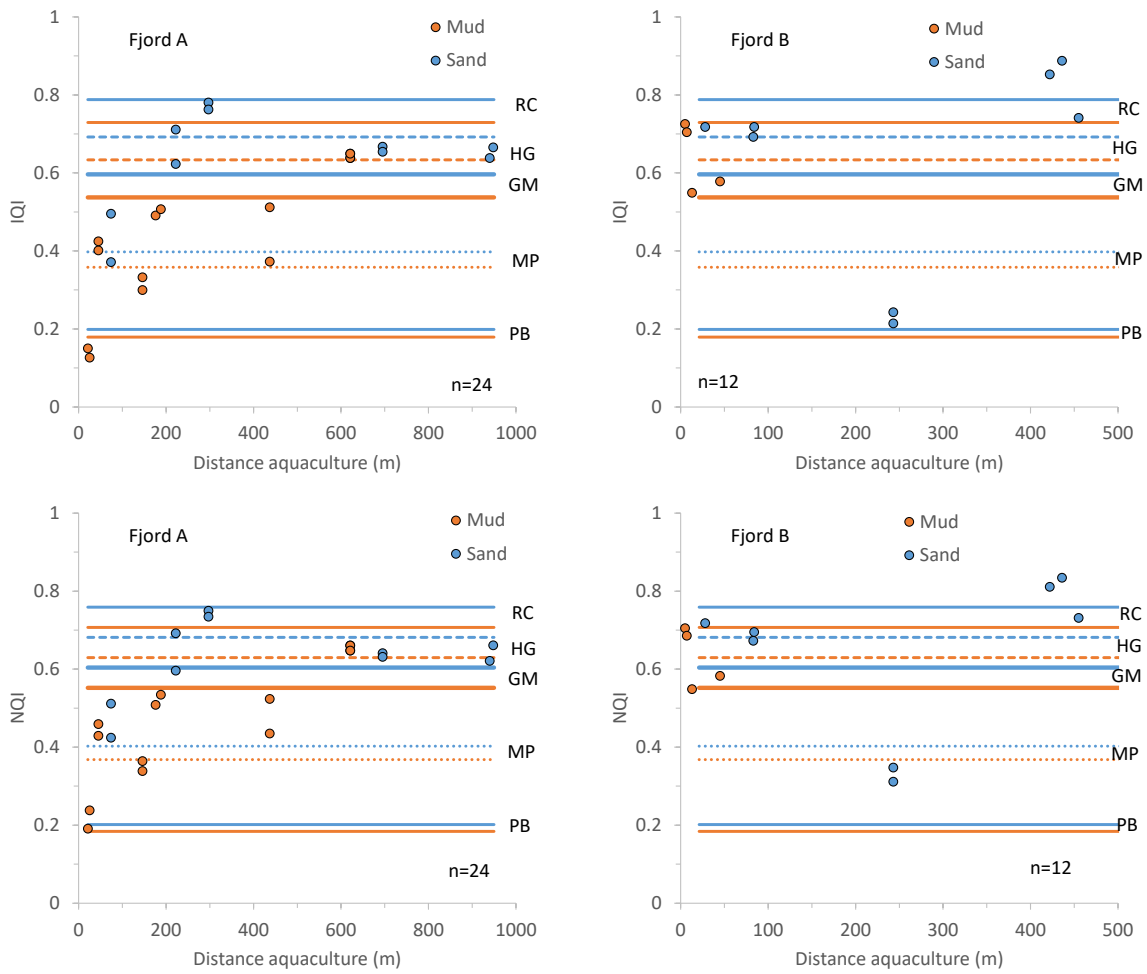 1
0.8
0.6
0.4
0.2
0
IQI
Fjord A
Mud
Sand
RC
HG
GM
MP
PB
n=24
0 200 400 600 800 1000
Distance aquaculture (m)
1
0.8
0.6
0.4
0.2
0
IQI
Fjord B
Mud
Sand
RC
HG
GM
MP
PB
n=12
0 100 200 300 400 500
Distance aquaculture (m)
1
0.8
0.6
0.4
0.2
0
NQI
Fjord A
Mud
Sand
RC
HG
GM
MP
PB
n=24
0 200 400 600 800 1000
Distance aquaculture (m)
1
0.8
0.6
0.4
0.2
0
NQI
Fjord B
Mud
Sand
RC
HG
GM
MP
PB
n=12
0 100 200 300 400 500
Distance aquaculture (m)